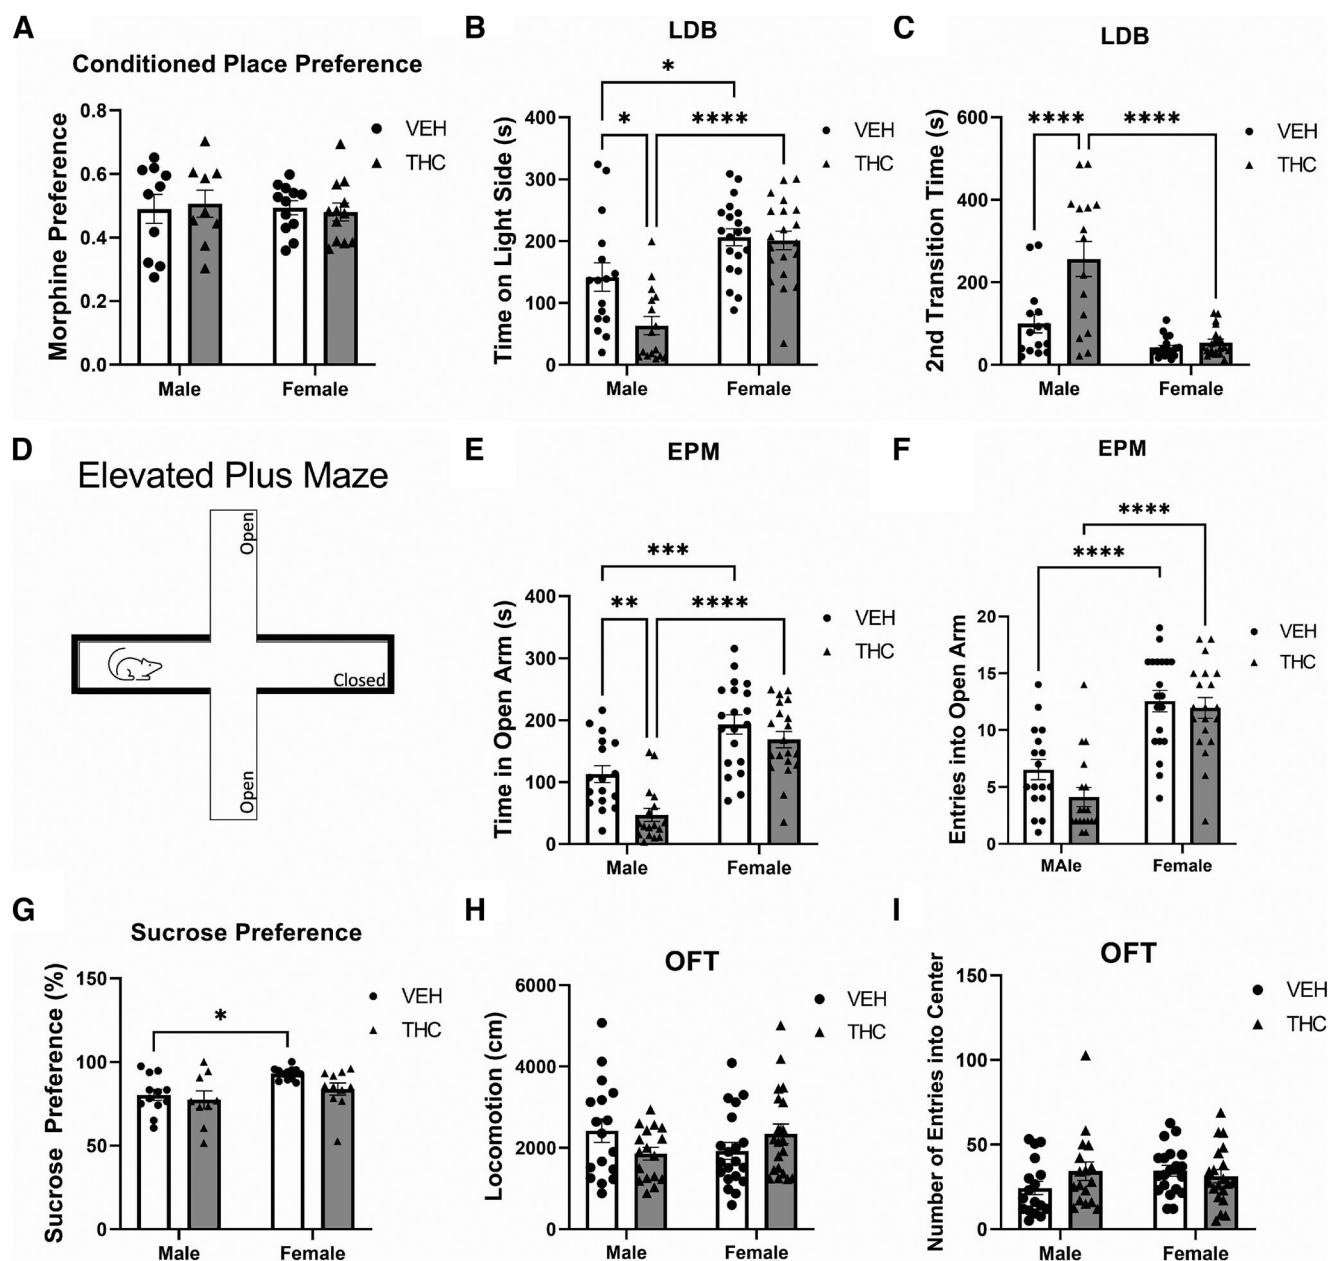 A
Conditioned Place Preference
Morphine Preference
0.8
0.6
0.4
0.2
0.0
VEH
THC
Male
Female
B
LDB
*
*
****
Time on Light Side (s)
400
300
200
100
0
VEH
THC
Male
Female
C
LDB
****
****
2nd Transition Time (s)
600
400
200
0
VEH
THC
Male
Female
D
Elevated Plus Maze
Open
Closed
Open
E
EPM
***
**
****
Time in Open Arm (s)
400
300
200
100
0
VEH
THC
Male
Female
F
EPM
****
****
Entries into Open Arm
20
15
10
5
0
VEH
THC
MAle
Female
G
Sucrose Preference
*
Sucrose Preference (%)
150
100
50
0
VEH
THC
Male
Female
H
OFT
Locomotion (cm)
6000
4000
2000
0
VEH
THC
Male
Female
I
OFT
Number of Entries into Center
150
100
50
0
VEH
THC
Male
Female